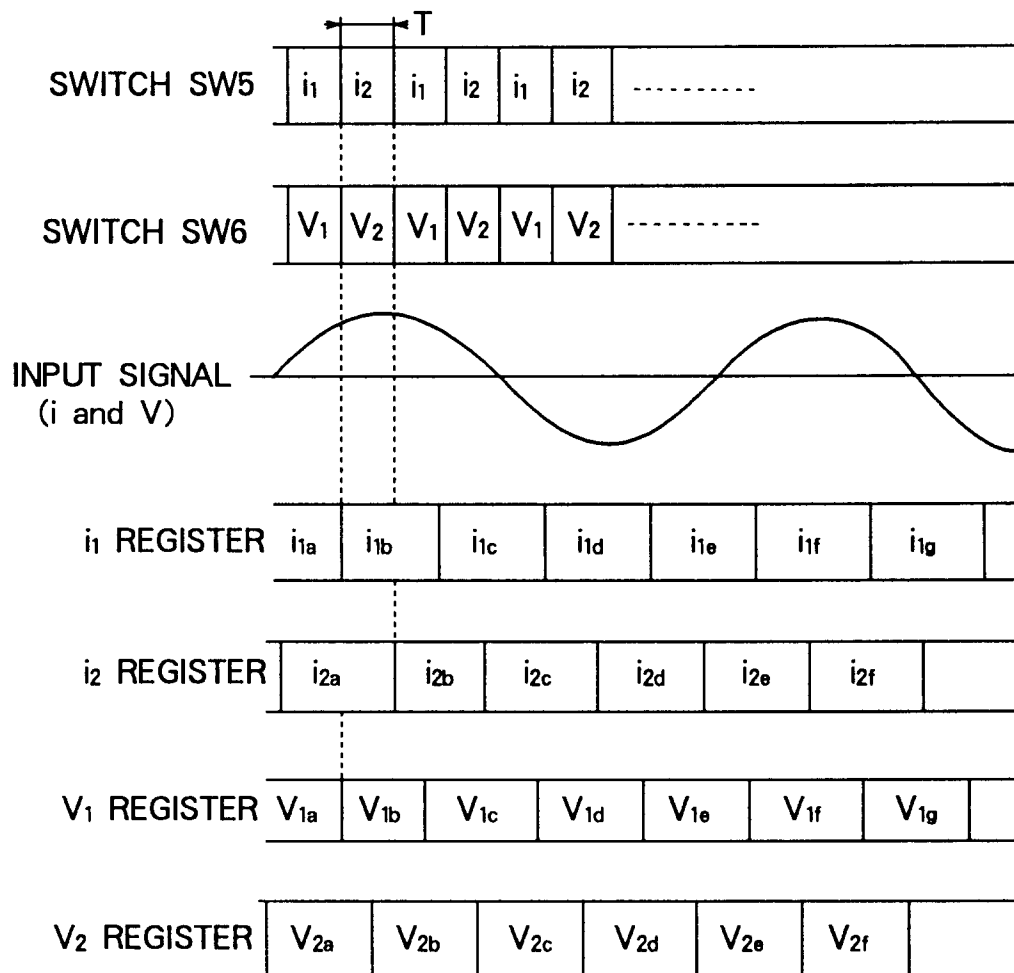 T
SWITCH SW5 i1 i2 i1 i2 i1 i2
SWITCH SW6 V1 V2 V1 V2 V1 V2
INPUT SIGNAL
(i and V)
i1 REGISTER i1a i1b i1c i1d i1e i1f i1g
i2 REGISTER i2a i2b i2c i2d i2e i2f
V1 REGISTER V1a V1b V1c V1d V1e V1f V1g
V2 REGISTER V2a V2b V2c V2d V2e V2f